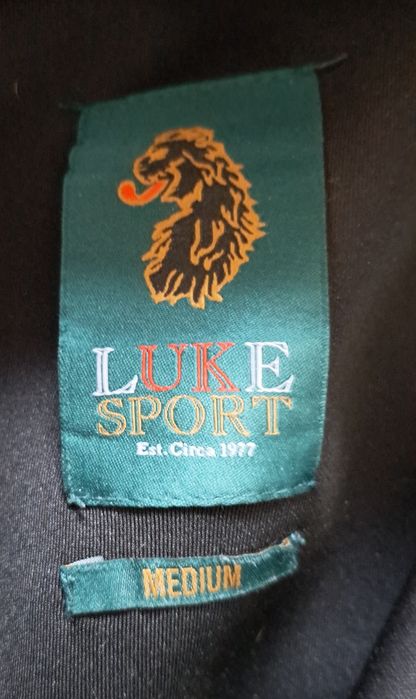 LUKE
SPORT
Est. Circa 1977
MEDIUM